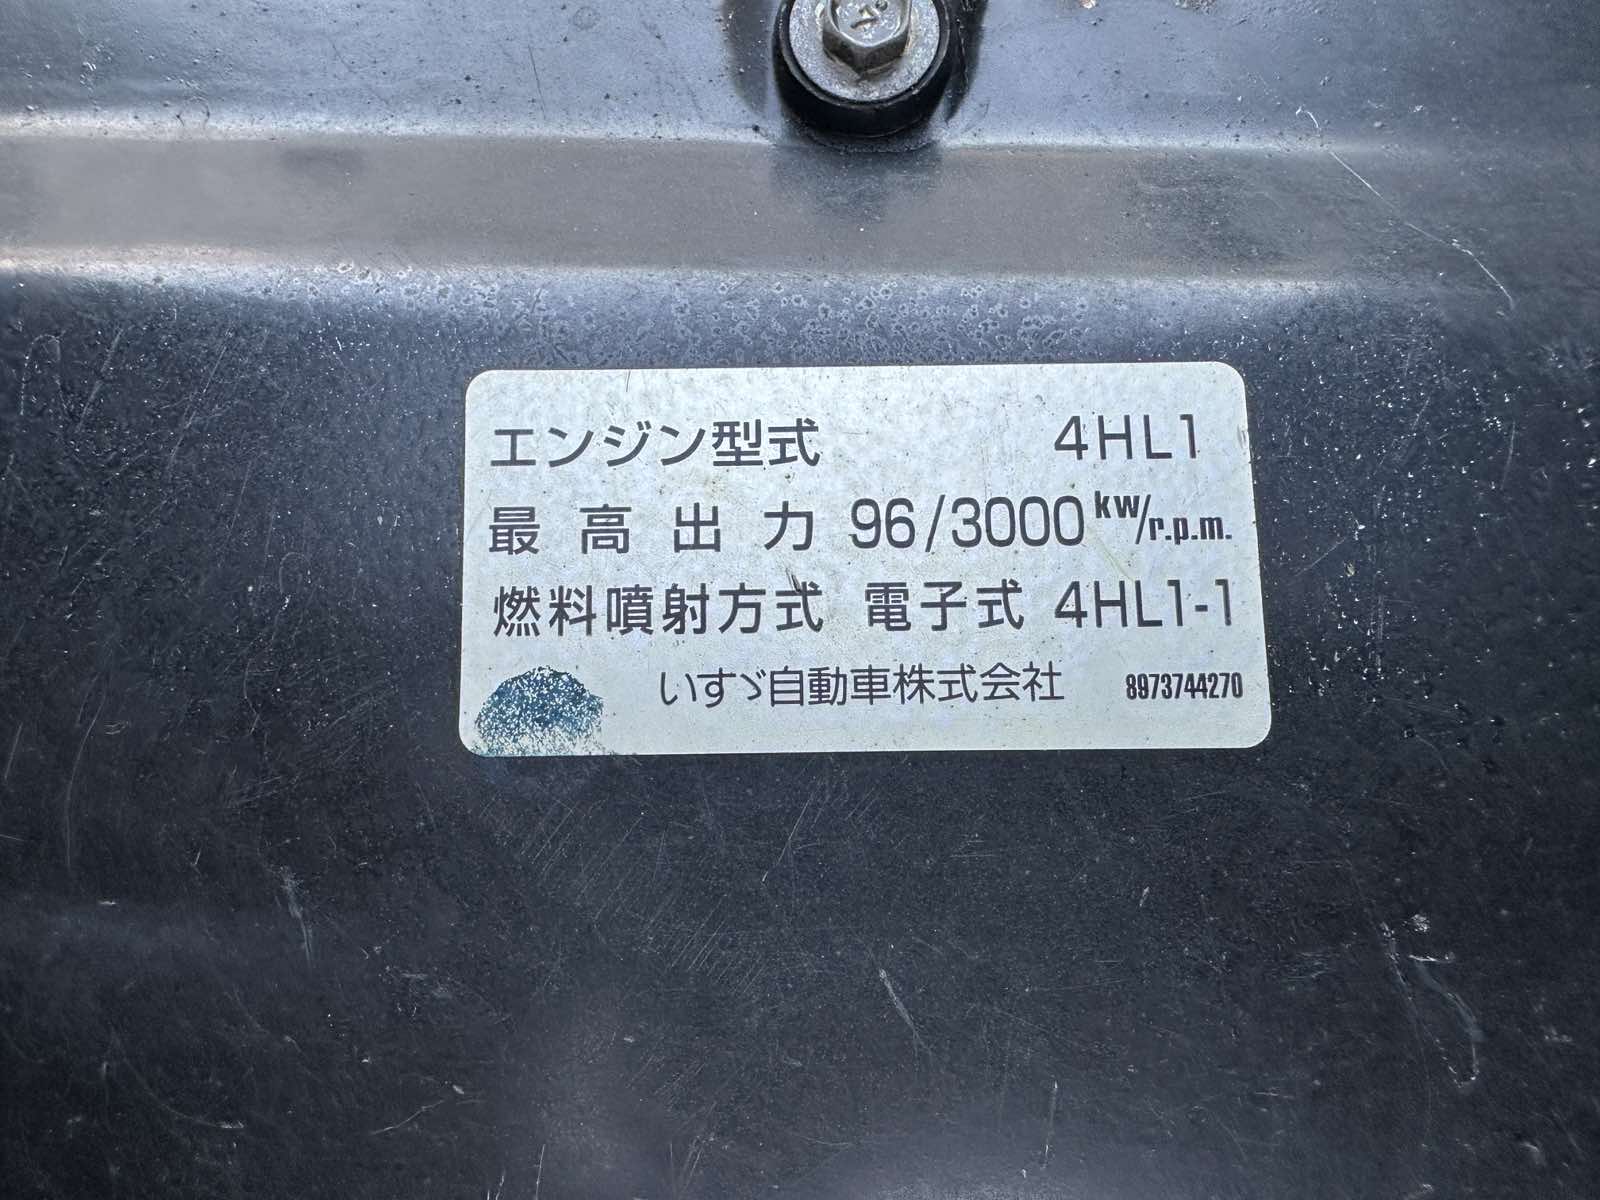 エンジン型式 4HL1
最高出力 96/3000 kw/r.p.m.
燃料噴射方式 電子式 4HL1-1
いすゞ自動車株式会社 8973744270